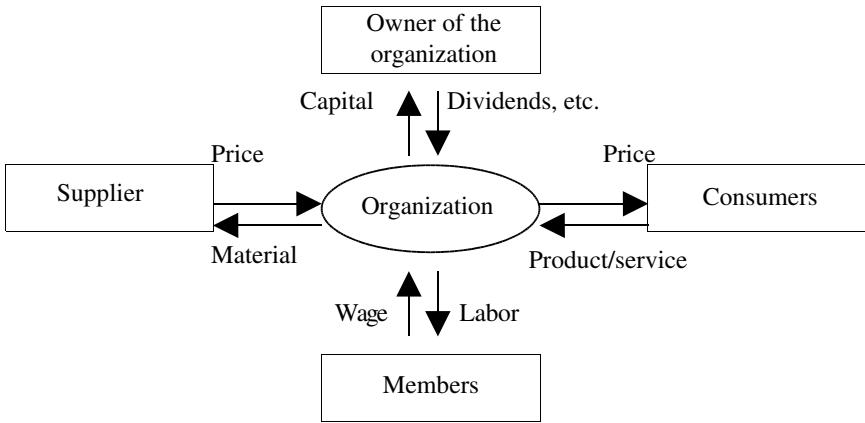 Owner of the
organization
Capital
Dividends, etc.
Price
Price
Supplier
Organization
Consumers
Material
Product/service
Wage
Labor
Members